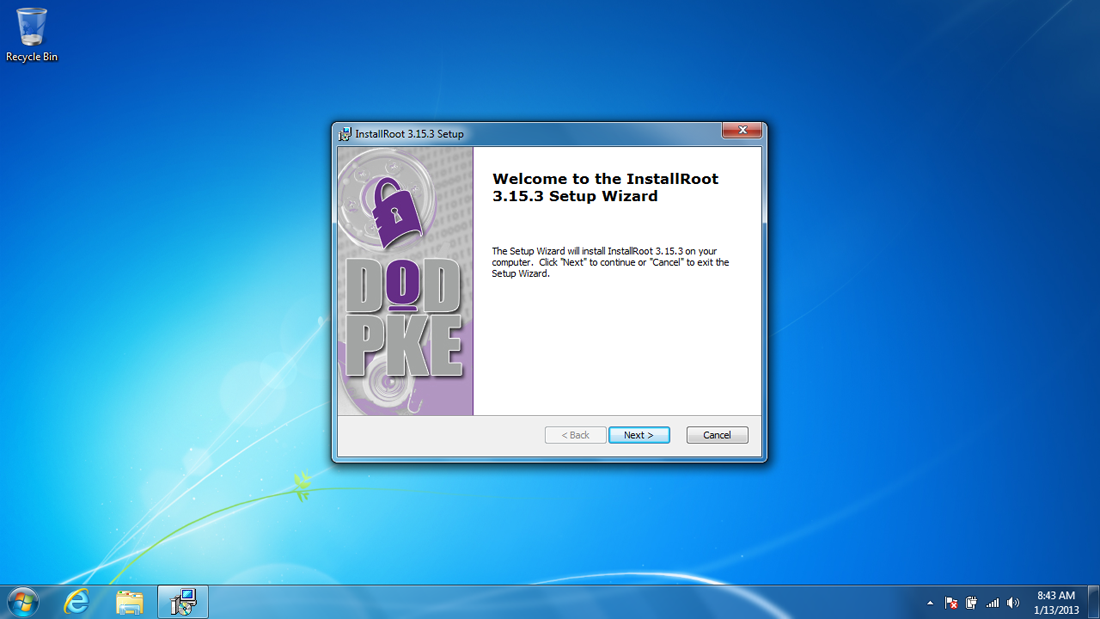 Recycle Bin
InstallRoot 3.15.3 Setup
Welcome to the InstallRoot
3.15.3 Setup Wizard
The Setup Wizard will install InstallRoot 3.15.3 on your
computer.  Click "Next" to continue or "Cancel" to exit the
Setup Wizard.
DOD
PKE
< Back
Next >
Cancel
8:43 AM
1/13/2013